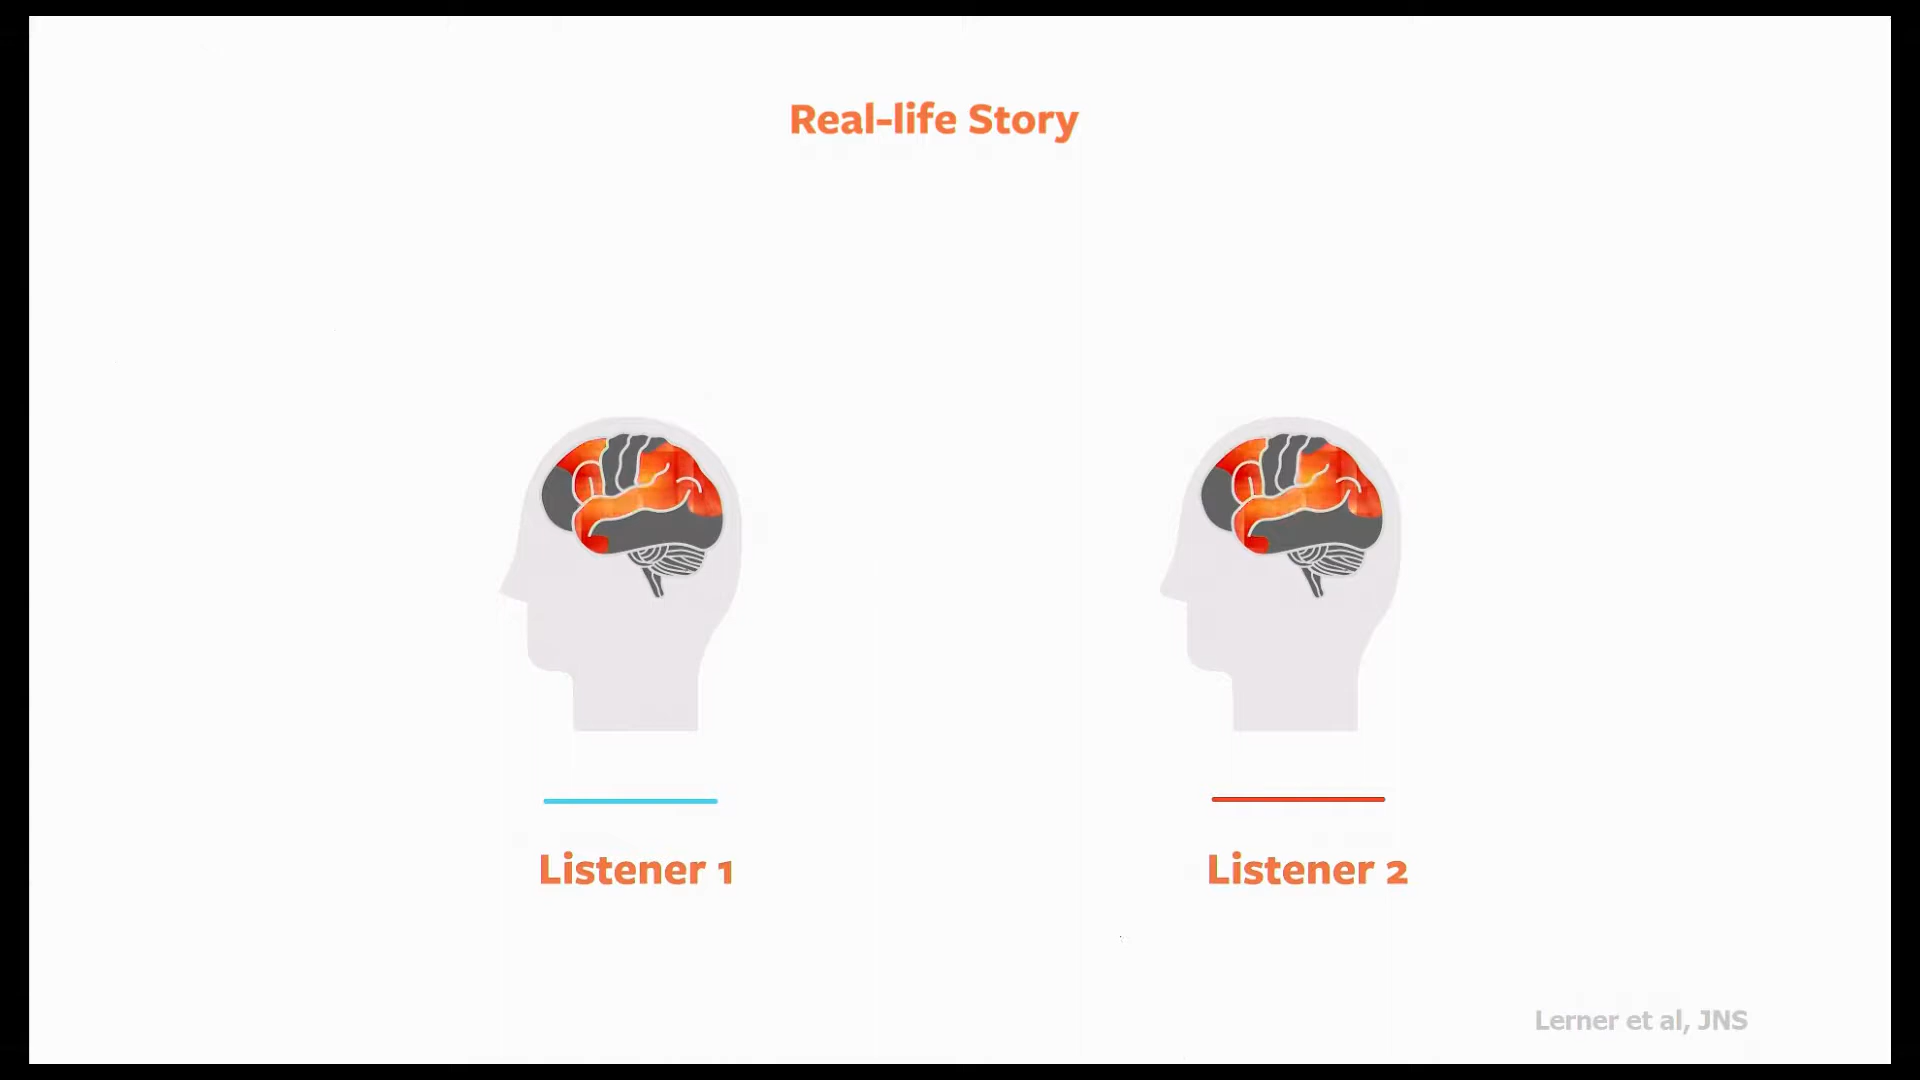 Real-life Story
Listener 1
Listener 2
Lerner et al, JNS